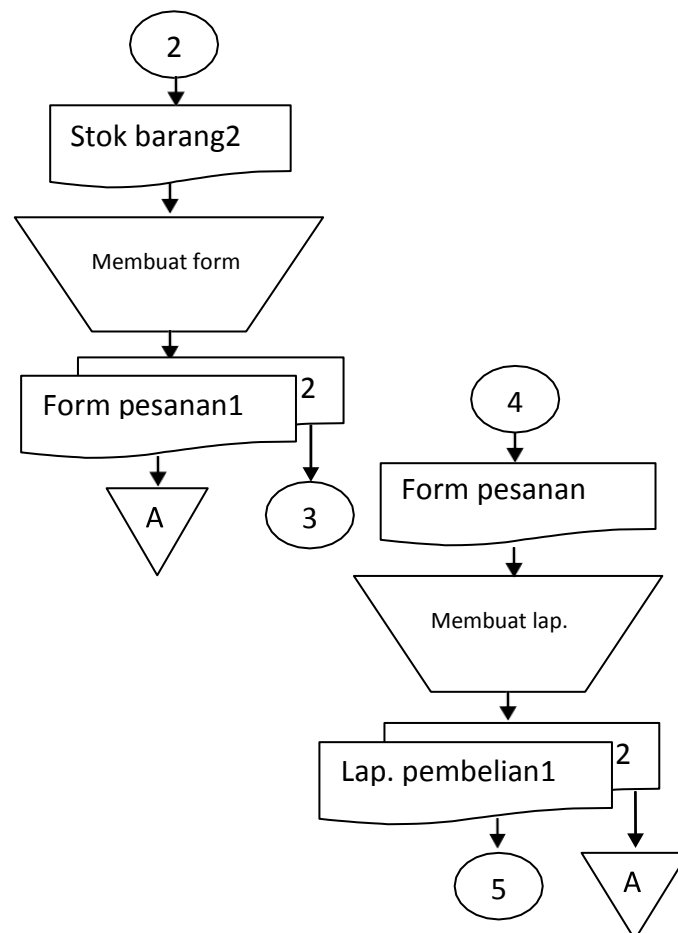 2
Stok barang2
Membuat form
2
Form pesanan1
A
3
4
Form pesanan
Membuat lap.
2
Lap. pembelian1
5
A